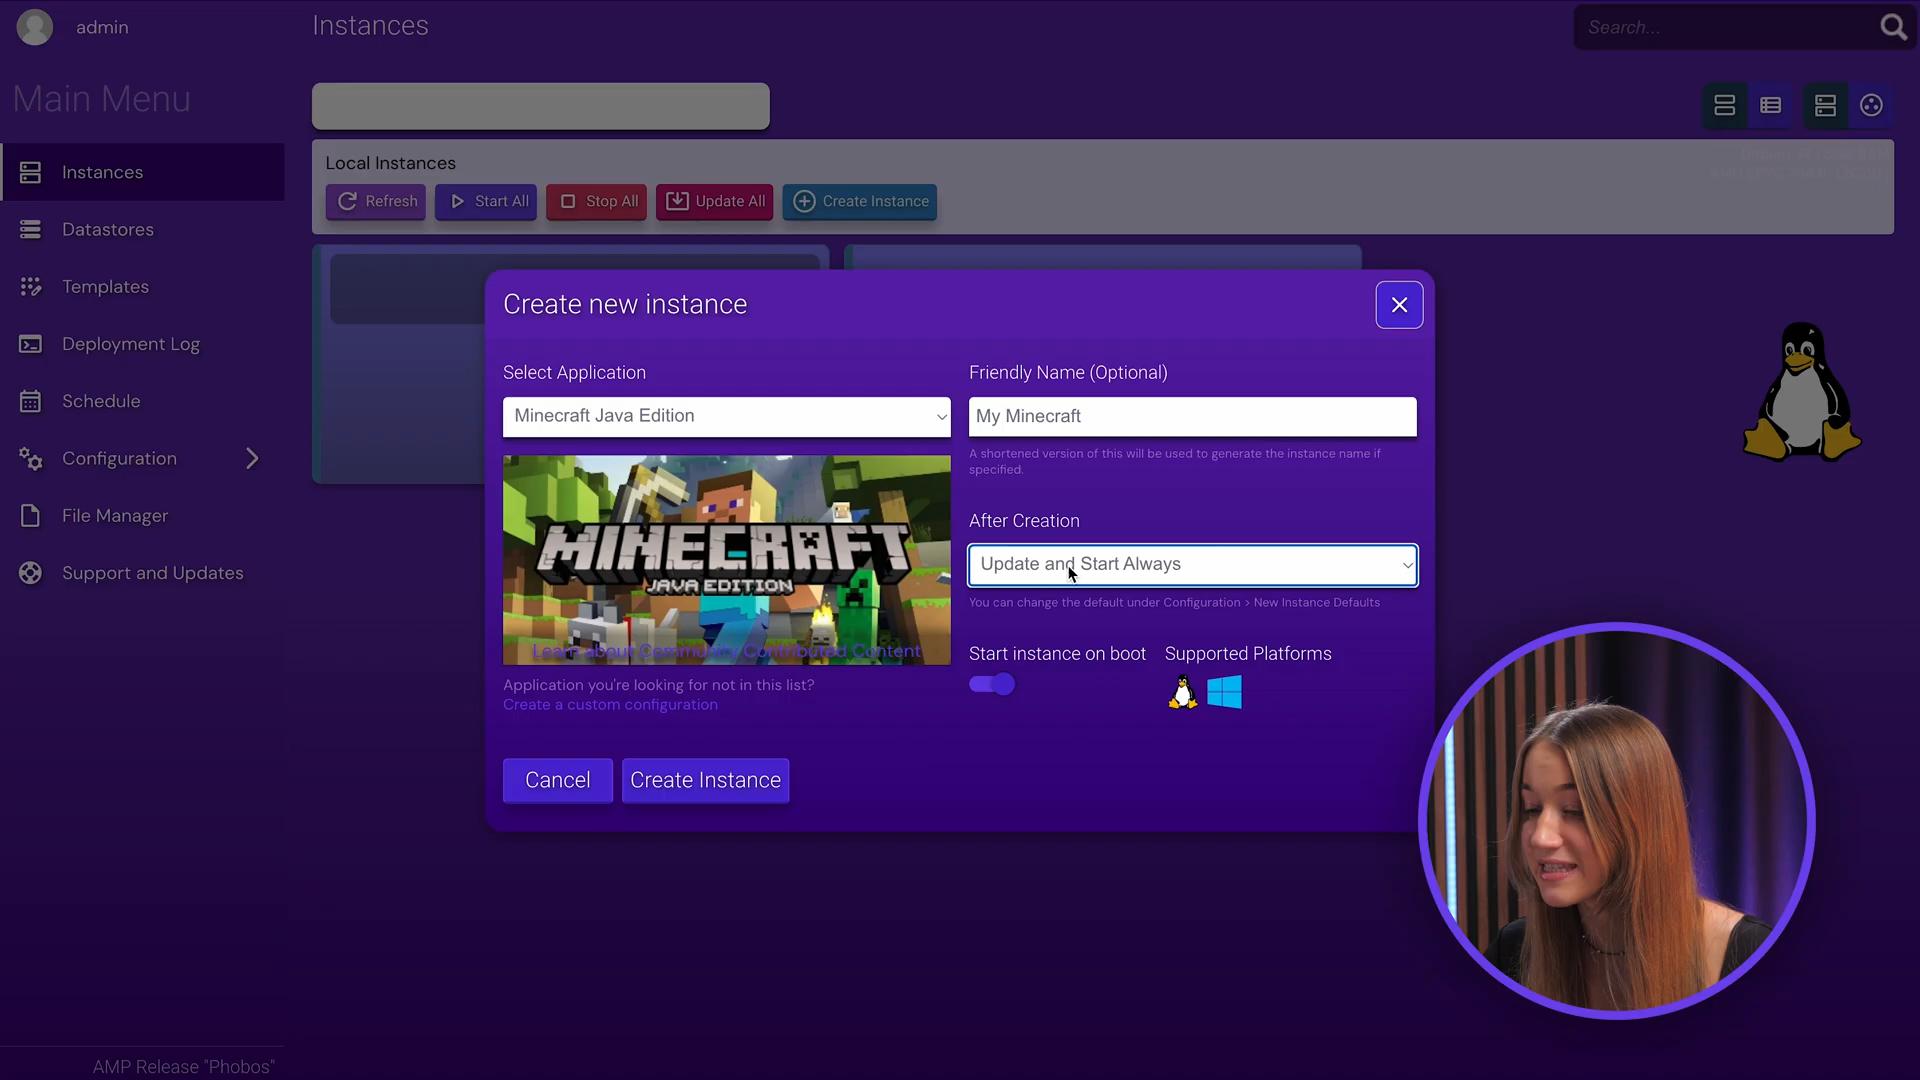 admin
Instances
Search...
Main Menu
Instances
Datastores
Templates
Deployment Log
Schedule
Configuration
File Manager
Support and Updates
AMP Release "Phobos"
Local Instances
Refresh
Start All
Stop All
Update All
Create Instance
Create new instance
Select Application
Minecraft Java Edition
MINECRAFT
JAVA EDITION
Learn about Community Contributed Content
Application you're looking for not in this list?
Create a custom configuration
Friendly Name (Optional)
My Minecraft
A shortened version of this will be used to generate the instance name if
specified.
After Creation
Update and Start Always
You can change the default under Configuration > New Instance Defaults
Start instance on boot
Supported Platforms
Cancel
Create Instance